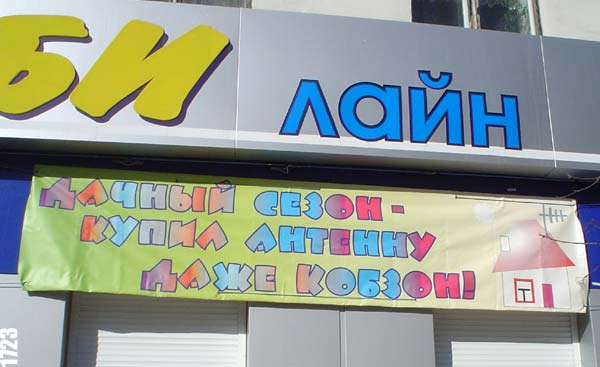 БИ лайн
ДАЧНЫЙ СЕЗОН -
КУПИЛ АНТЕННУ
ДАЖЕ КОБЗОН!
1723